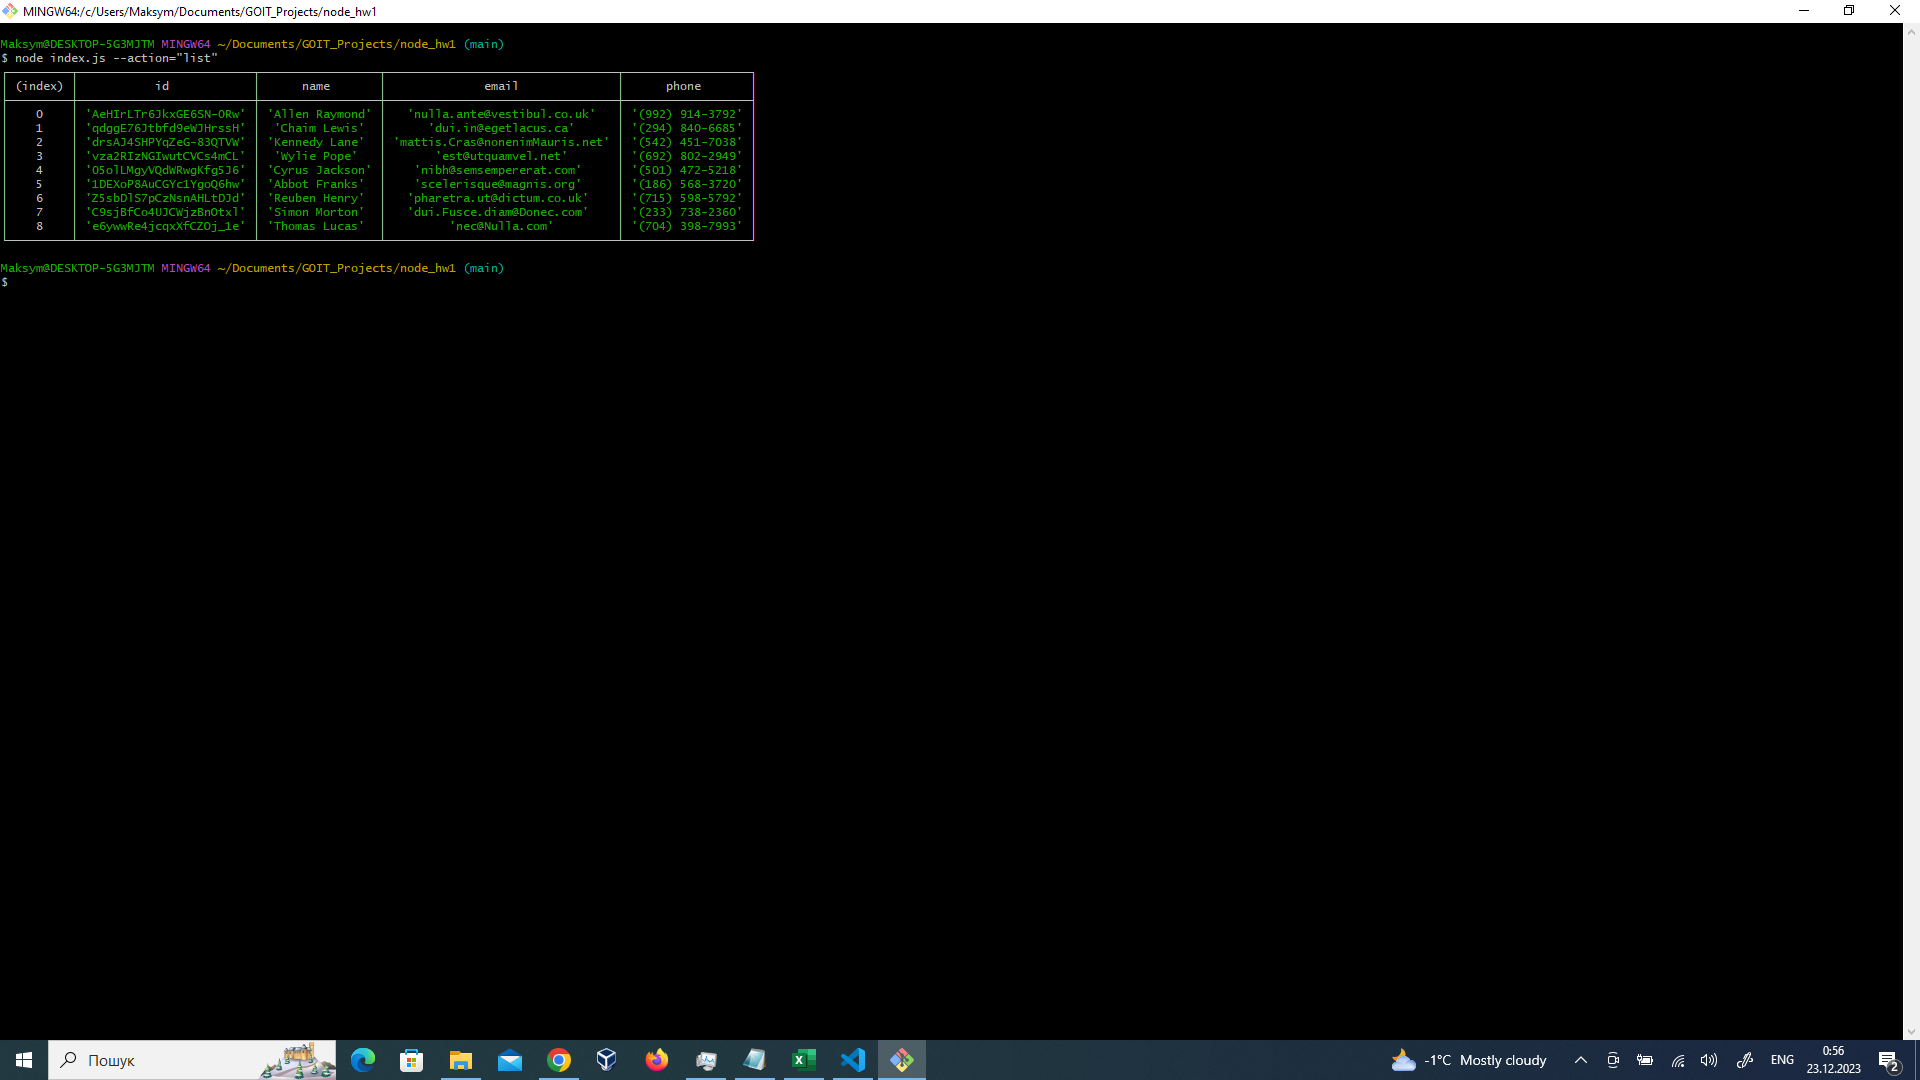 MINGW64:/c/Users/Maksym/Documents/GOIT_Projects/node_hw1
Maksym@DESKTOP-5G3MJTM MINGW64 ~/Documents/GOIT_Projects/node_hw1 (main)
$ node index.js --action="list"
(index) id name email phone
0 'AeHIrLTr6JkxGE6SN-0Rw' 'Allen Raymond' 'nulla.ante@vestibul.co.uk' '(992) 914-3792'
1 'qdggE76Jtbfd9eWJHrssH' 'Chaim Lewis' 'dui.in@egetlacus.ca' '(294) 840-6685'
2 'drsAJ4SHPYqZeG-83QTVW' 'Kennedy Lane' 'mattis.Cras@nonenimMauris.net' '(542) 451-7038'
3 'vza2RIzNGIwutCVCs4mCL' 'Wylie Pope' 'est@utquamvel.net' '(692) 802-2949'
4 '05olLMgyVQdWRwgKfg5J6' 'Cyrus Jackson' 'nibh@semsempererat.com' '(501) 472-5218'
5 '1DEXoP8AuCGYc1YgoQ6hw' 'Abbot Franks' 'scelerisque@magnis.org' '(186) 568-3720'
6 'Z5sbDlS7pCzNsnAHLtDJd' 'Reuben Henry' 'pharetra.ut@dictum.co.uk' '(715) 598-5792'
7 'C9sjBfCo4UJCWjzBnOtxl' 'Simon Morton' 'dui.Fusce.diam@Donec.com' '(233) 738-2360'
8 'e6ywwRe4jcqxXfCZOj_1e' 'Thomas Lucas' 'nec@Nulla.com' '(704) 398-7993'
Maksym@DESKTOP-5G3MJTM MINGW64 ~/Documents/GOIT_Projects/node_hw1 (main)
$
Пошук
-1°C Mostly cloudy
ENG
0:56
23.12.2023
2